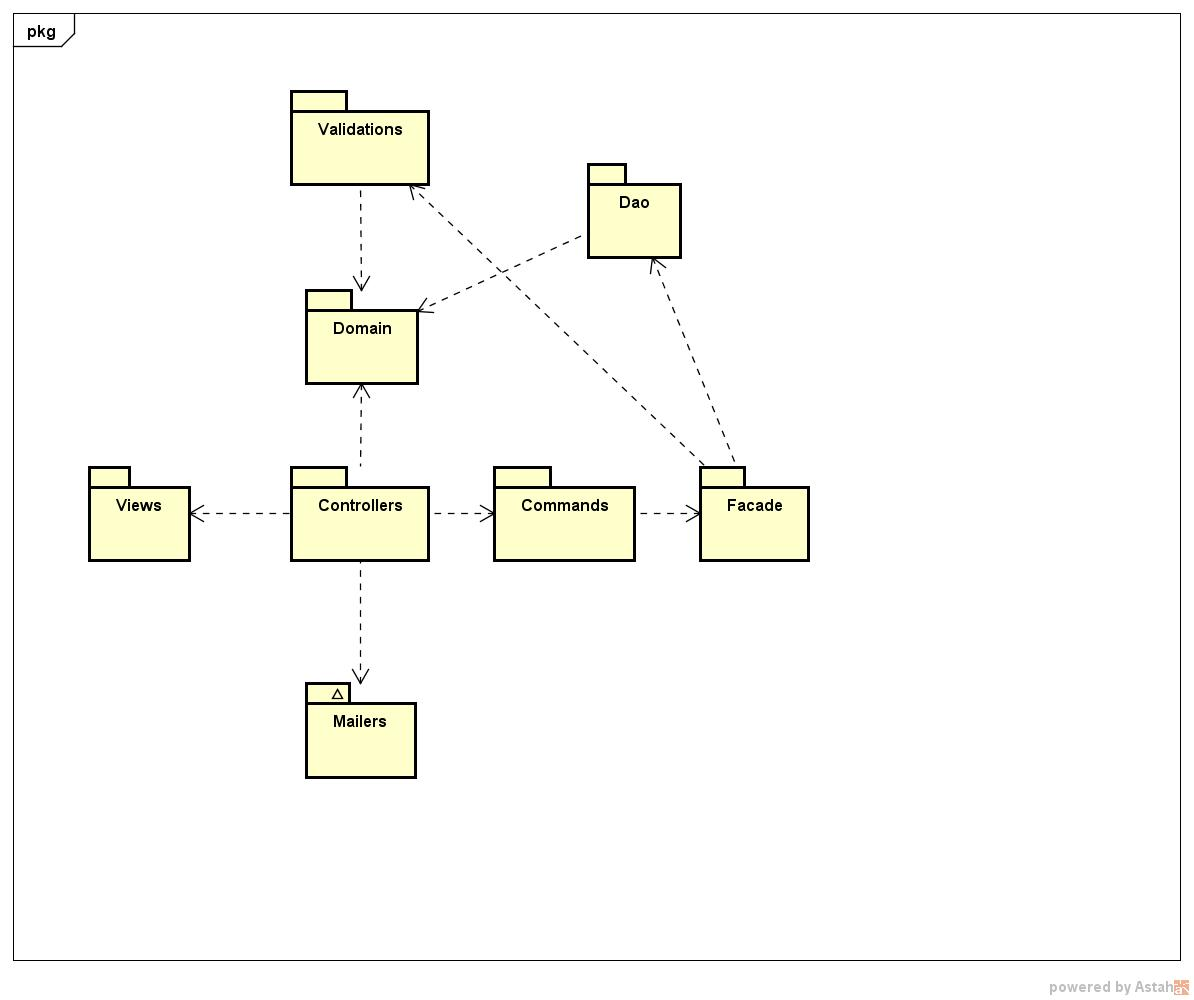 pkg
Validations
Dao
Domain
Views
Controllers
Commands
Facade
Mailers
powered by Astah